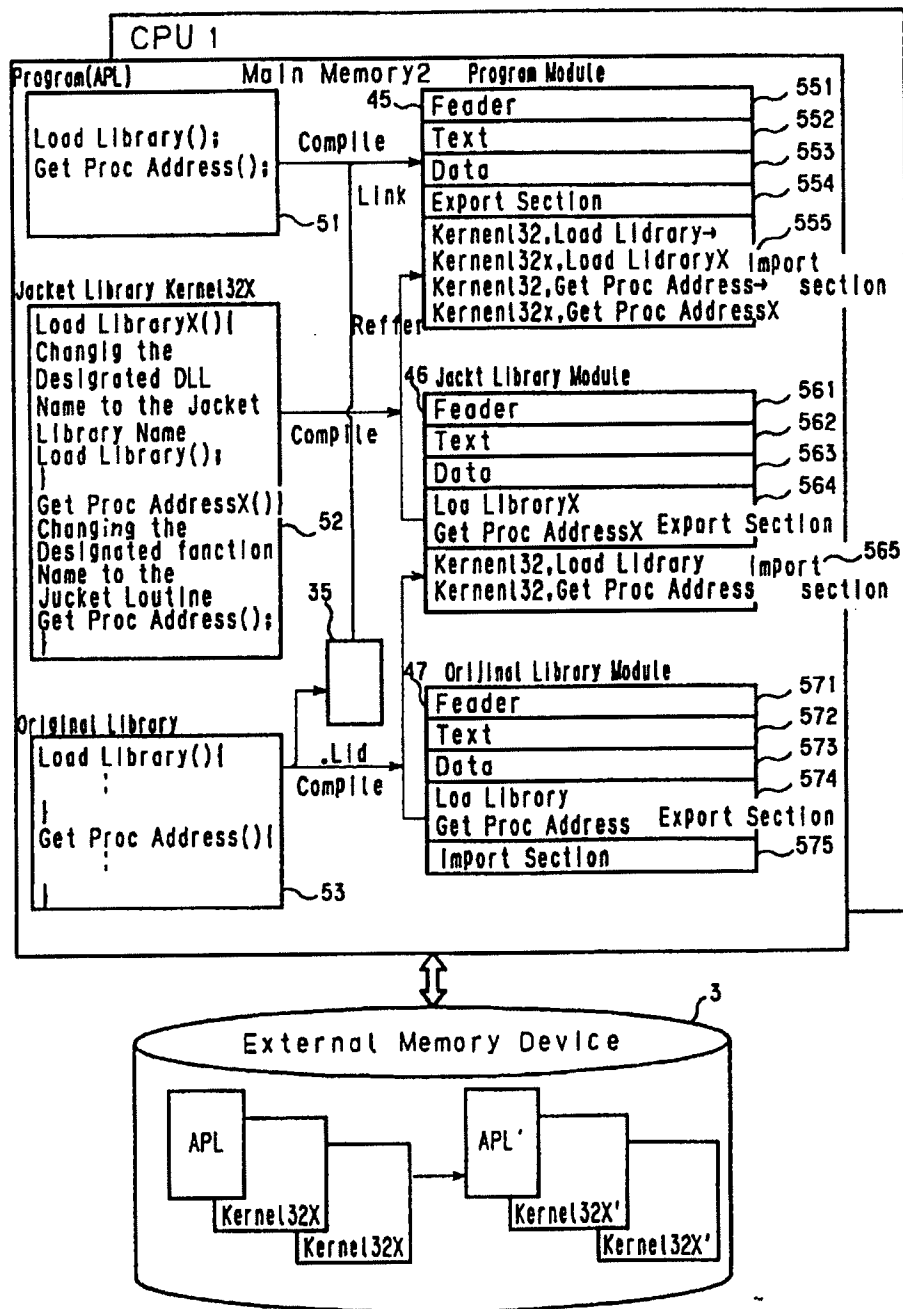 CPU 1
Main Memory2
Program(APL)
Load Library();
Get Proc Address();
51
Compile
Link
Program Module
45
Feader
551
Text
552
Data
553
Export Section
554
Kernenl32,Load Lidrary→
Kernenl32x,Load LidraryX
Kernenl32,Get Proc Address→
Kernenl32x,Get Proc AddressX
555
Import
section
Jacket Library Kernel32X
Load LibraryX(){
Changig the
Designated DLL
Name to the Jacket
Library Name
Load Library();
}
Get Proc AddressX()
Changing the
Designated fanction
Name to the
Jucket Loutine
Get Proc Address();
}
52
Compile
Reffer
46 Jackt Library Module
Feader
561
Text
562
Data
563
Loa LibraryX
Get Proc AddressX
Export Section
564
Kernenl32,Load Lidrary
Kernenl32,Get Proc Address
Import
section
565
35
Original Library
Load Library(){
}
Get Proc Address(){
}
53
.Lid
Compile
47 Orijinal Library Module
Feader
571
Text
572
Data
573
Loa Library
Get Proc Address
Export Section
574
Import Section
575
3
External Memory Device
APL
Kernel32X
Kernel32X
APL'
Kernel32X'
Kernel32X'